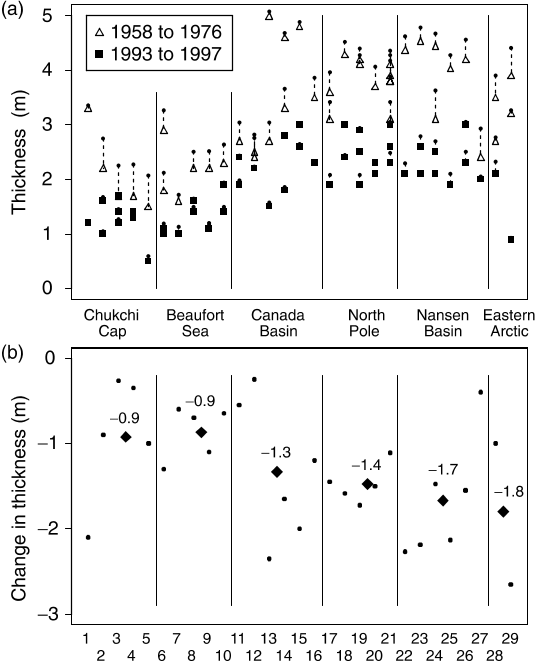 (a)
5
4
3
2
1
0
Thickness (m)
1958 to 1976
1993 to 1997
Chukchi Cap
Beaufort Sea
Canada Basin
North Pole
Nansen Basin
Eastern Arctic
(b)
0
−1
−2
−3
Change in thickness (m)
−0.9
−0.9
−1.3
−1.4
−1.7
−1.8
1 3 5 7 9 11 13 15 17 19 21 23 25 27 29
2 4 6 8 10 12 14 16 18 20 22 24 26 28